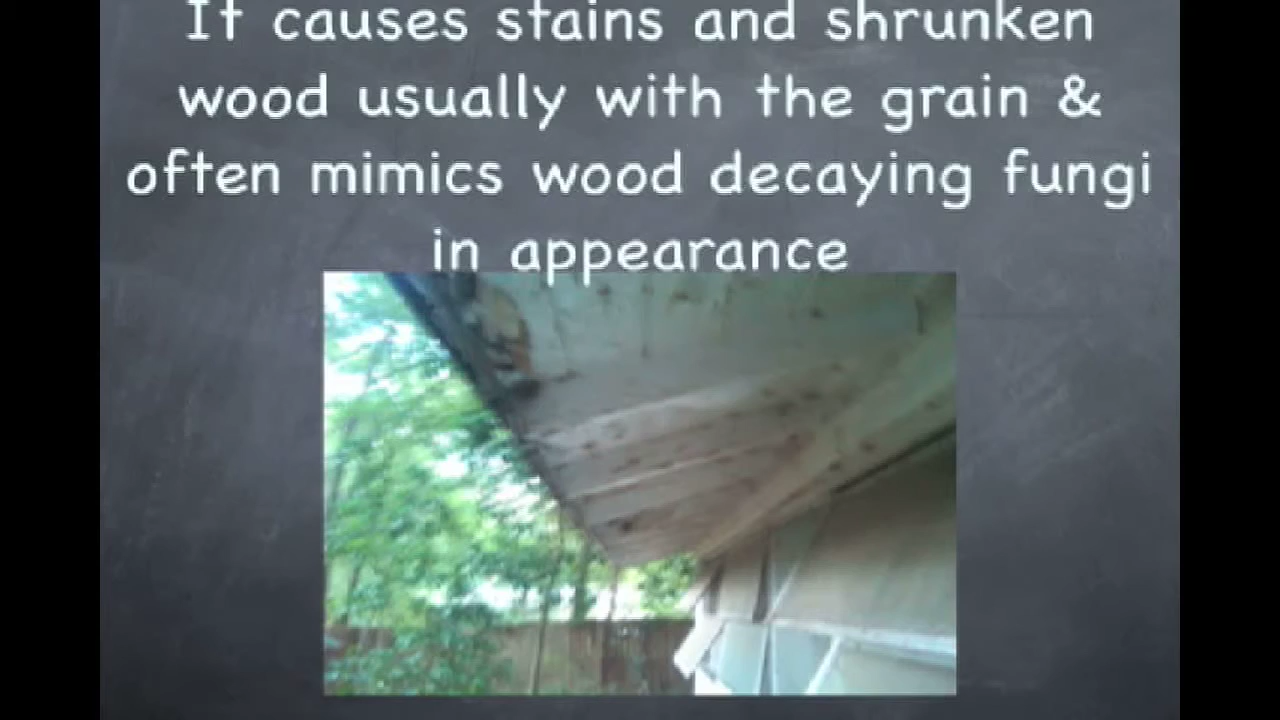 It causes stains and shrunken
wood usually with the grain &
often mimics wood decaying fungi
in appearance